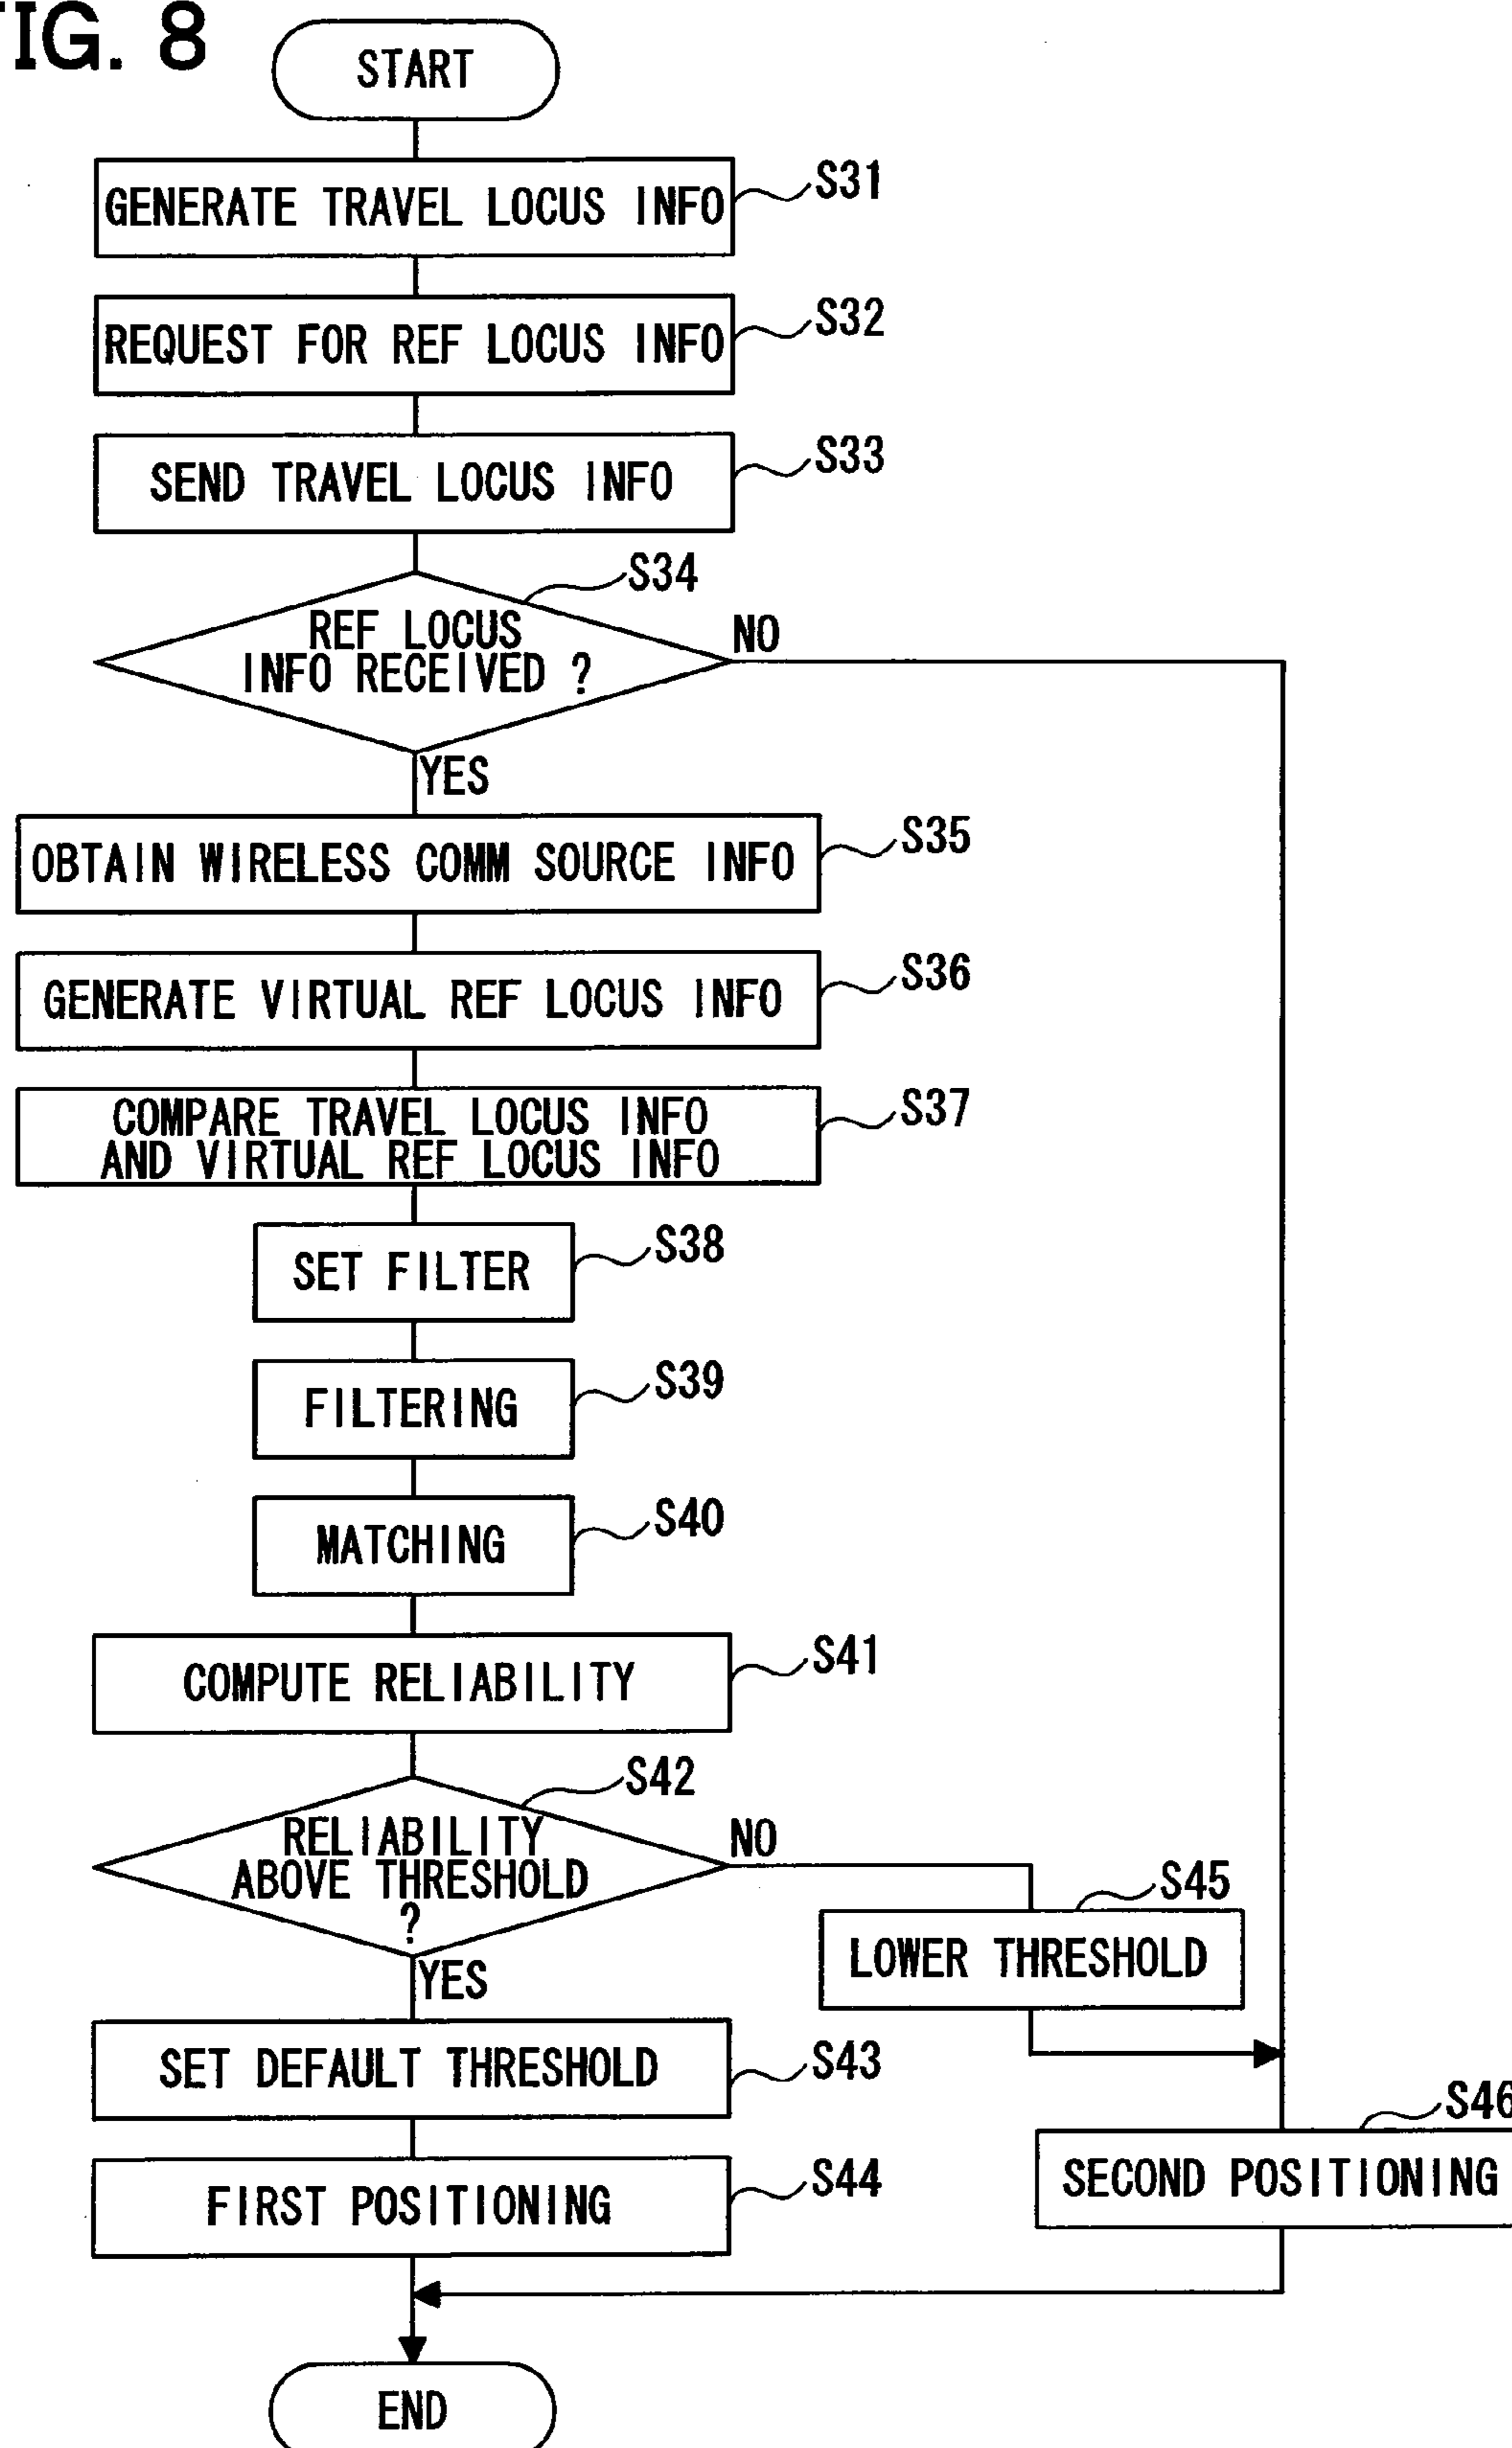 FIG. 8
START
GENERATE TRAVEL LOCUS INFO
S31
REQUEST FOR REF LOCUS INFO
S32
SEND TRAVEL LOCUS INFO
S33
S34
REF LOCUS
INFO RECEIVED ?
NO
YES
OBTAIN WIRELESS COMM SOURCE INFO
S35
GENERATE VIRTUAL REF LOCUS INFO
S36
COMPARE TRAVEL LOCUS INFO
AND VIRTUAL REF LOCUS INFO
S37
SET FILTER
S38
FILTERING
S39
MATCHING
S40
COMPUTE RELIABILITY
S41
S42
RELIABILITY
ABOVE THRESHOLD
?
NO
YES
S45
LOWER THRESHOLD
SET DEFAULT THRESHOLD
S43
S46
SECOND POSITIONING
FIRST POSITIONING
S44
END